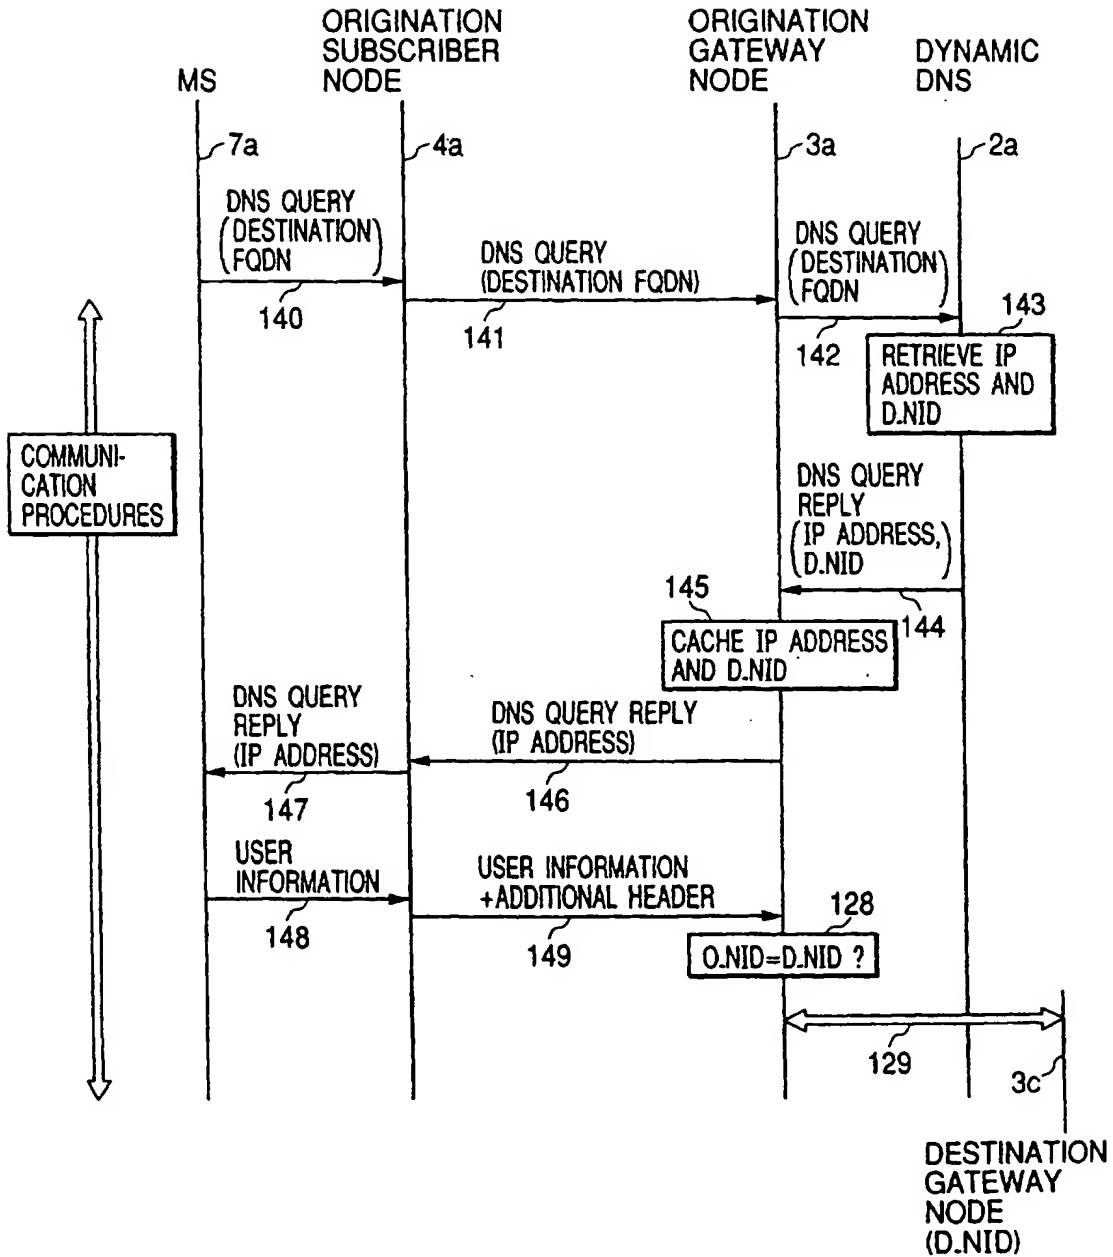 ORIGINATION
SUBSCRIBER
NODE
ORIGINATION
GATEWAY
NODE
DYNAMIC
DNS
MS
7a
4a
3a
2a
DNS QUERY
(DESTINATION
FQDN)
140
DNS QUERY
(DESTINATION FQDN)
141
DNS QUERY
(DESTINATION
FQDN)
142
143
RETRIEVE IP
ADDRESS AND
D.NID
COMMUNI-
CATION
PROCEDURES
DNS QUERY
REPLY
(IP ADDRESS,
D.NID)
144
145
CACHE IP ADDRESS
AND D.NID
DNS QUERY
REPLY
(IP ADDRESS)
147
DNS QUERY REPLY
(IP ADDRESS)
146
USER
INFORMATION
148
USER INFORMATION
+ADDITIONAL HEADER
149
128
O.NID=D.NID ?
129
3c
DESTINATION
GATEWAY
NODE
(D.NID)